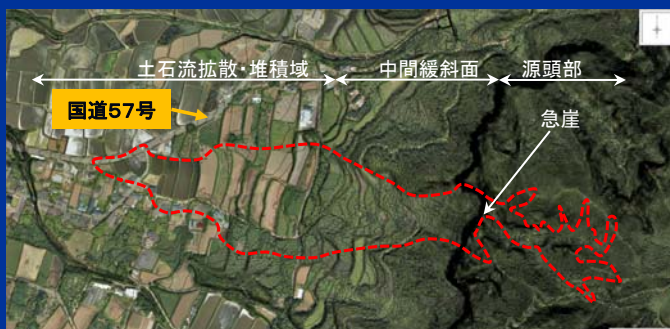 土石流拡散・堆積域
中間緩斜面
源頭部
国道57号
急崖